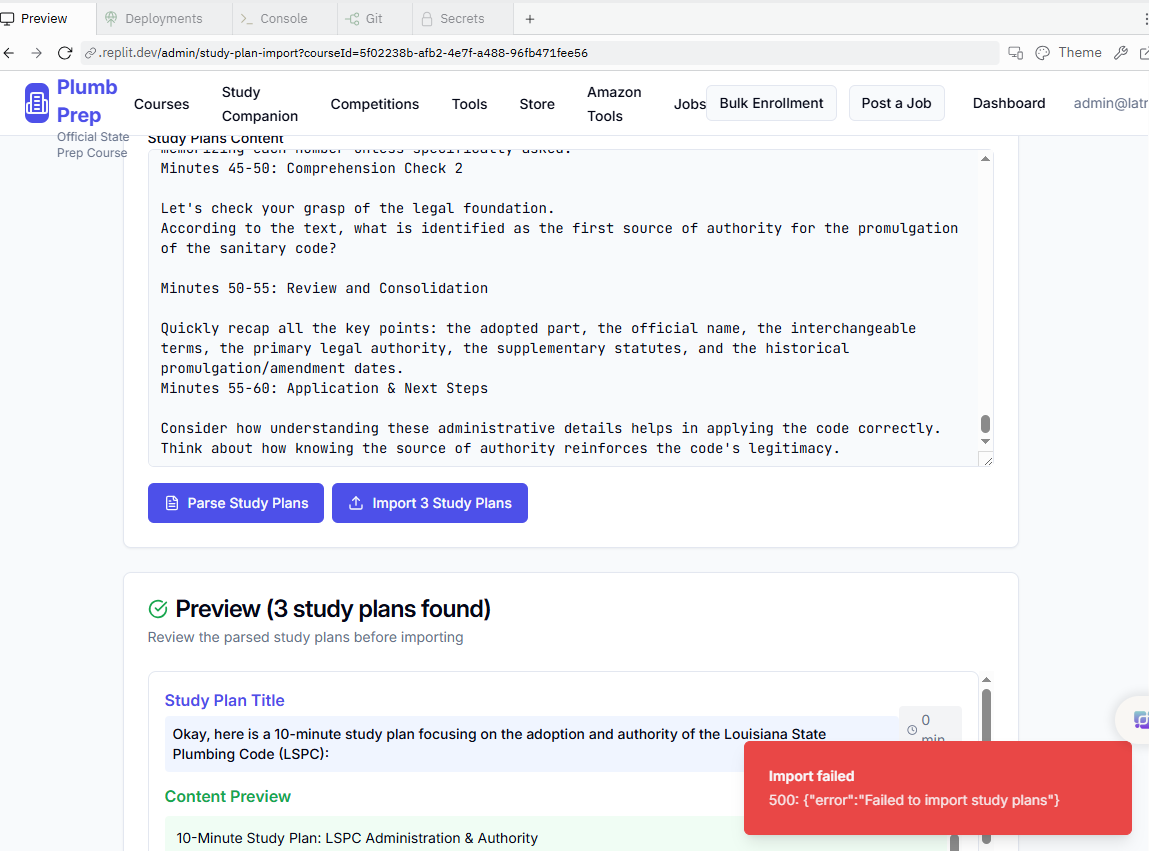 Preview
Deployments
Console
Git
Secrets
.replit.dev/admin/study-plan-import?courseId=5f02238b-afb2-4e7f-a488-96fb471fee56
Theme
Plumb
Prep
Official State
Prep Course
Courses
Study
Companion
Competitions
Tools
Store
Amazon
Tools
Jobs
Bulk Enrollment
Post a Job
Dashboard
admin@latr
Study Plans Content
memorizing each number unless specifically asked.
Minutes 45-50: Comprehension Check 2
Let's check your grasp of the legal foundation.
According to the text, what is identified as the first source of authority for the promulgation
of the sanitary code?
Minutes 50-55: Review and Consolidation
Quickly recap all the key points: the adopted part, the official name, the interchangeable
terms, the primary legal authority, the supplementary statutes, and the historical
promulgation/amendment dates.
Minutes 55-60: Application & Next Steps
Consider how understanding these administrative details helps in applying the code correctly.
Think about how knowing the source of authority reinforces the code's legitimacy.
Parse Study Plans
Import 3 Study Plans
Preview (3 study plans found)
Review the parsed study plans before importing
Study Plan Title
0
min
Okay, here is a 10-minute study plan focusing on the adoption and authority of the Louisiana State
Plumbing Code (LSPC):
Content Preview
10-Minute Study Plan: LSPC Administration & Authority
Import failed
500: {"error":"Failed to import study plans"}